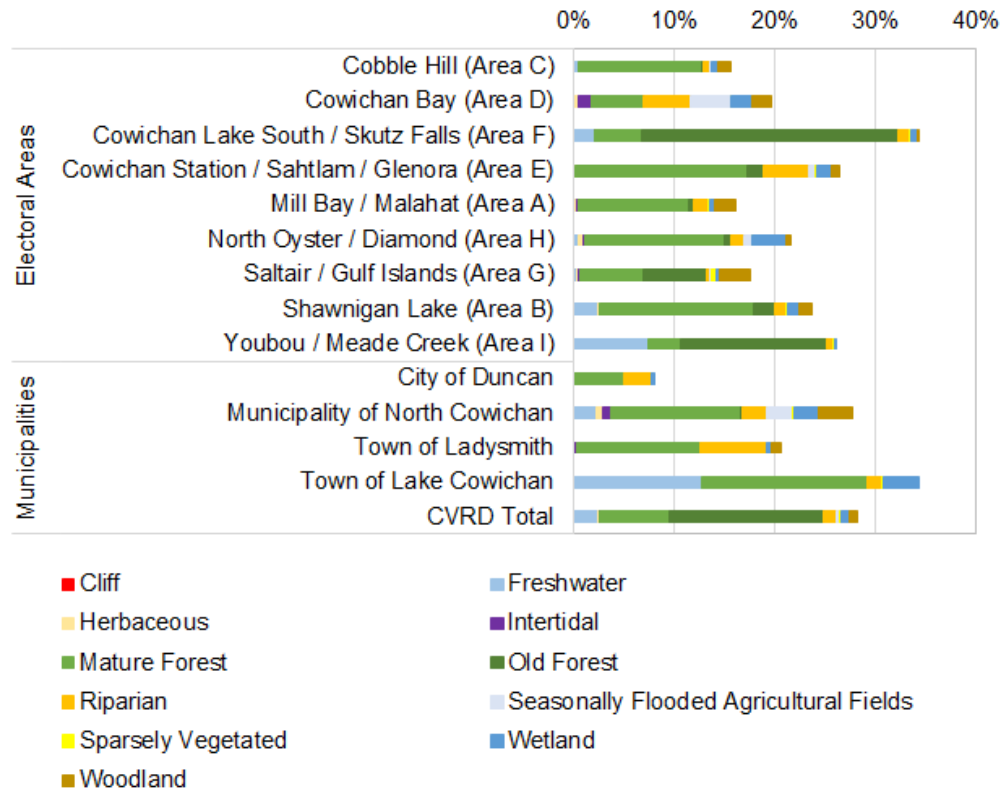 0% 10% 20% 30% 40%
Electoral Areas
Cobble Hill (Area C)
Cowichan Bay (Area D)
Cowichan Lake South / Skutz Falls (Area F)
Cowichan Station / Sahtlam / Glenora (Area E)
Mill Bay / Malahat (Area A)
North Oyster / Diamond (Area H)
Saltair / Gulf Islands (Area G)
Shawnigan Lake (Area B)
Youbou / Meade Creek (Area I)
Municipalities
City of Duncan
Municipality of North Cowichan
Town of Ladysmith
Town of Lake Cowichan
CVRD Total
Cliff
Freshwater
Herbaceous
Intertidal
Mature Forest
Old Forest
Riparian
Seasonally Flooded Agricultural Fields
Sparsely Vegetated
Wetland
Woodland